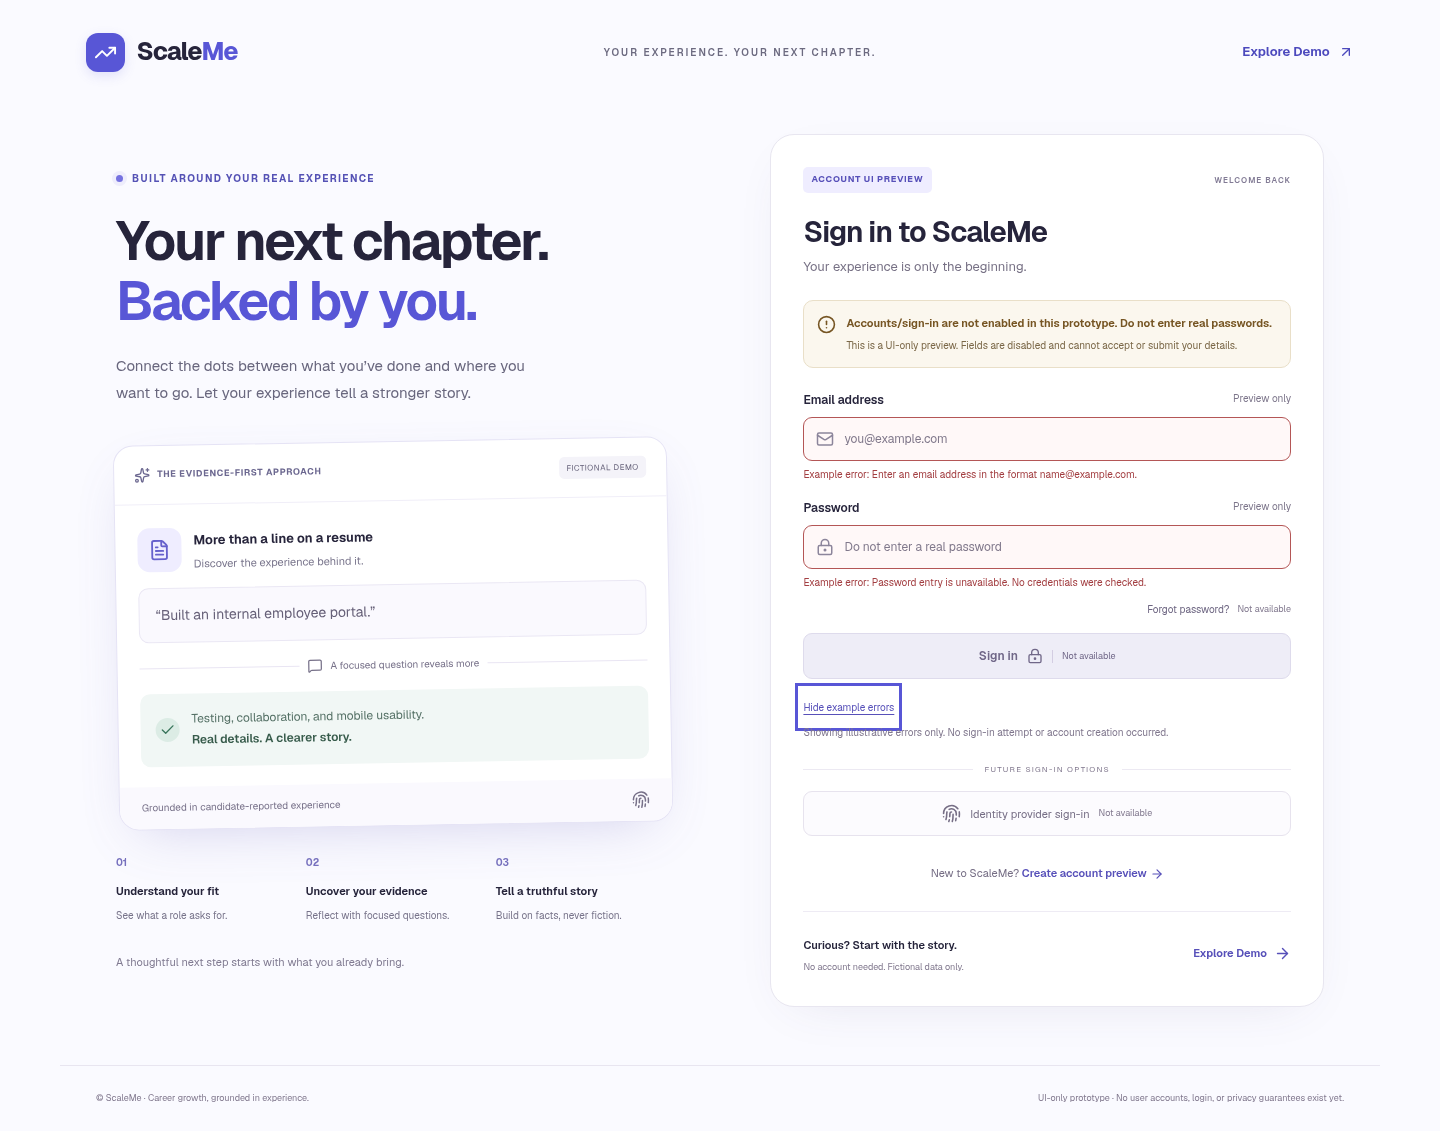 ScaleMe
YOUR EXPERIENCE. YOUR NEXT CHAPTER.
Explore Demo
BUILT AROUND YOUR REAL EXPERIENCE
Your next chapter.
Backed by you.
Connect the dots between what you’ve done and where you
want to go. Let your experience tell a stronger story.
THE EVIDENCE-FIRST APPROACH
FICTIONAL DEMO
More than a line on a resume
Discover the experience behind it.
“Built an internal employee portal.”
A focused question reveals more
Testing, collaboration, and mobile usability.
Real details. A clearer story.
Grounded in candidate-reported experience
01
Understand your fit
See what a role asks for.
02
Uncover your evidence
Reflect with focused questions.
03
Tell a truthful story
Build on facts, never fiction.
A thoughtful next step starts with what you already bring.
ACCOUNT UI PREVIEW
WELCOME BACK
Sign in to ScaleMe
Your experience is only the beginning.
Accounts/sign-in are not enabled in this prototype. Do not enter real passwords.
This is a UI-only preview. Fields are disabled and cannot accept or submit your details.
Email address
Preview only
you@example.com
Example error: Enter an email address in the format name@example.com.
Password
Preview only
Do not enter a real password
Example error: Password entry is unavailable. No credentials were checked.
Forgot password? Not available
Sign in | Not available
Hide example errors
Showing illustrative errors only. No sign-in attempt or account creation occurred.
FUTURE SIGN-IN OPTIONS
Identity provider sign-in Not available
New to ScaleMe? Create account preview
Curious? Start with the story.
No account needed. Fictional data only.
Explore Demo
© ScaleMe · Career growth, grounded in experience.
UI-only prototype · No user accounts, login, or privacy guarantees exist yet.